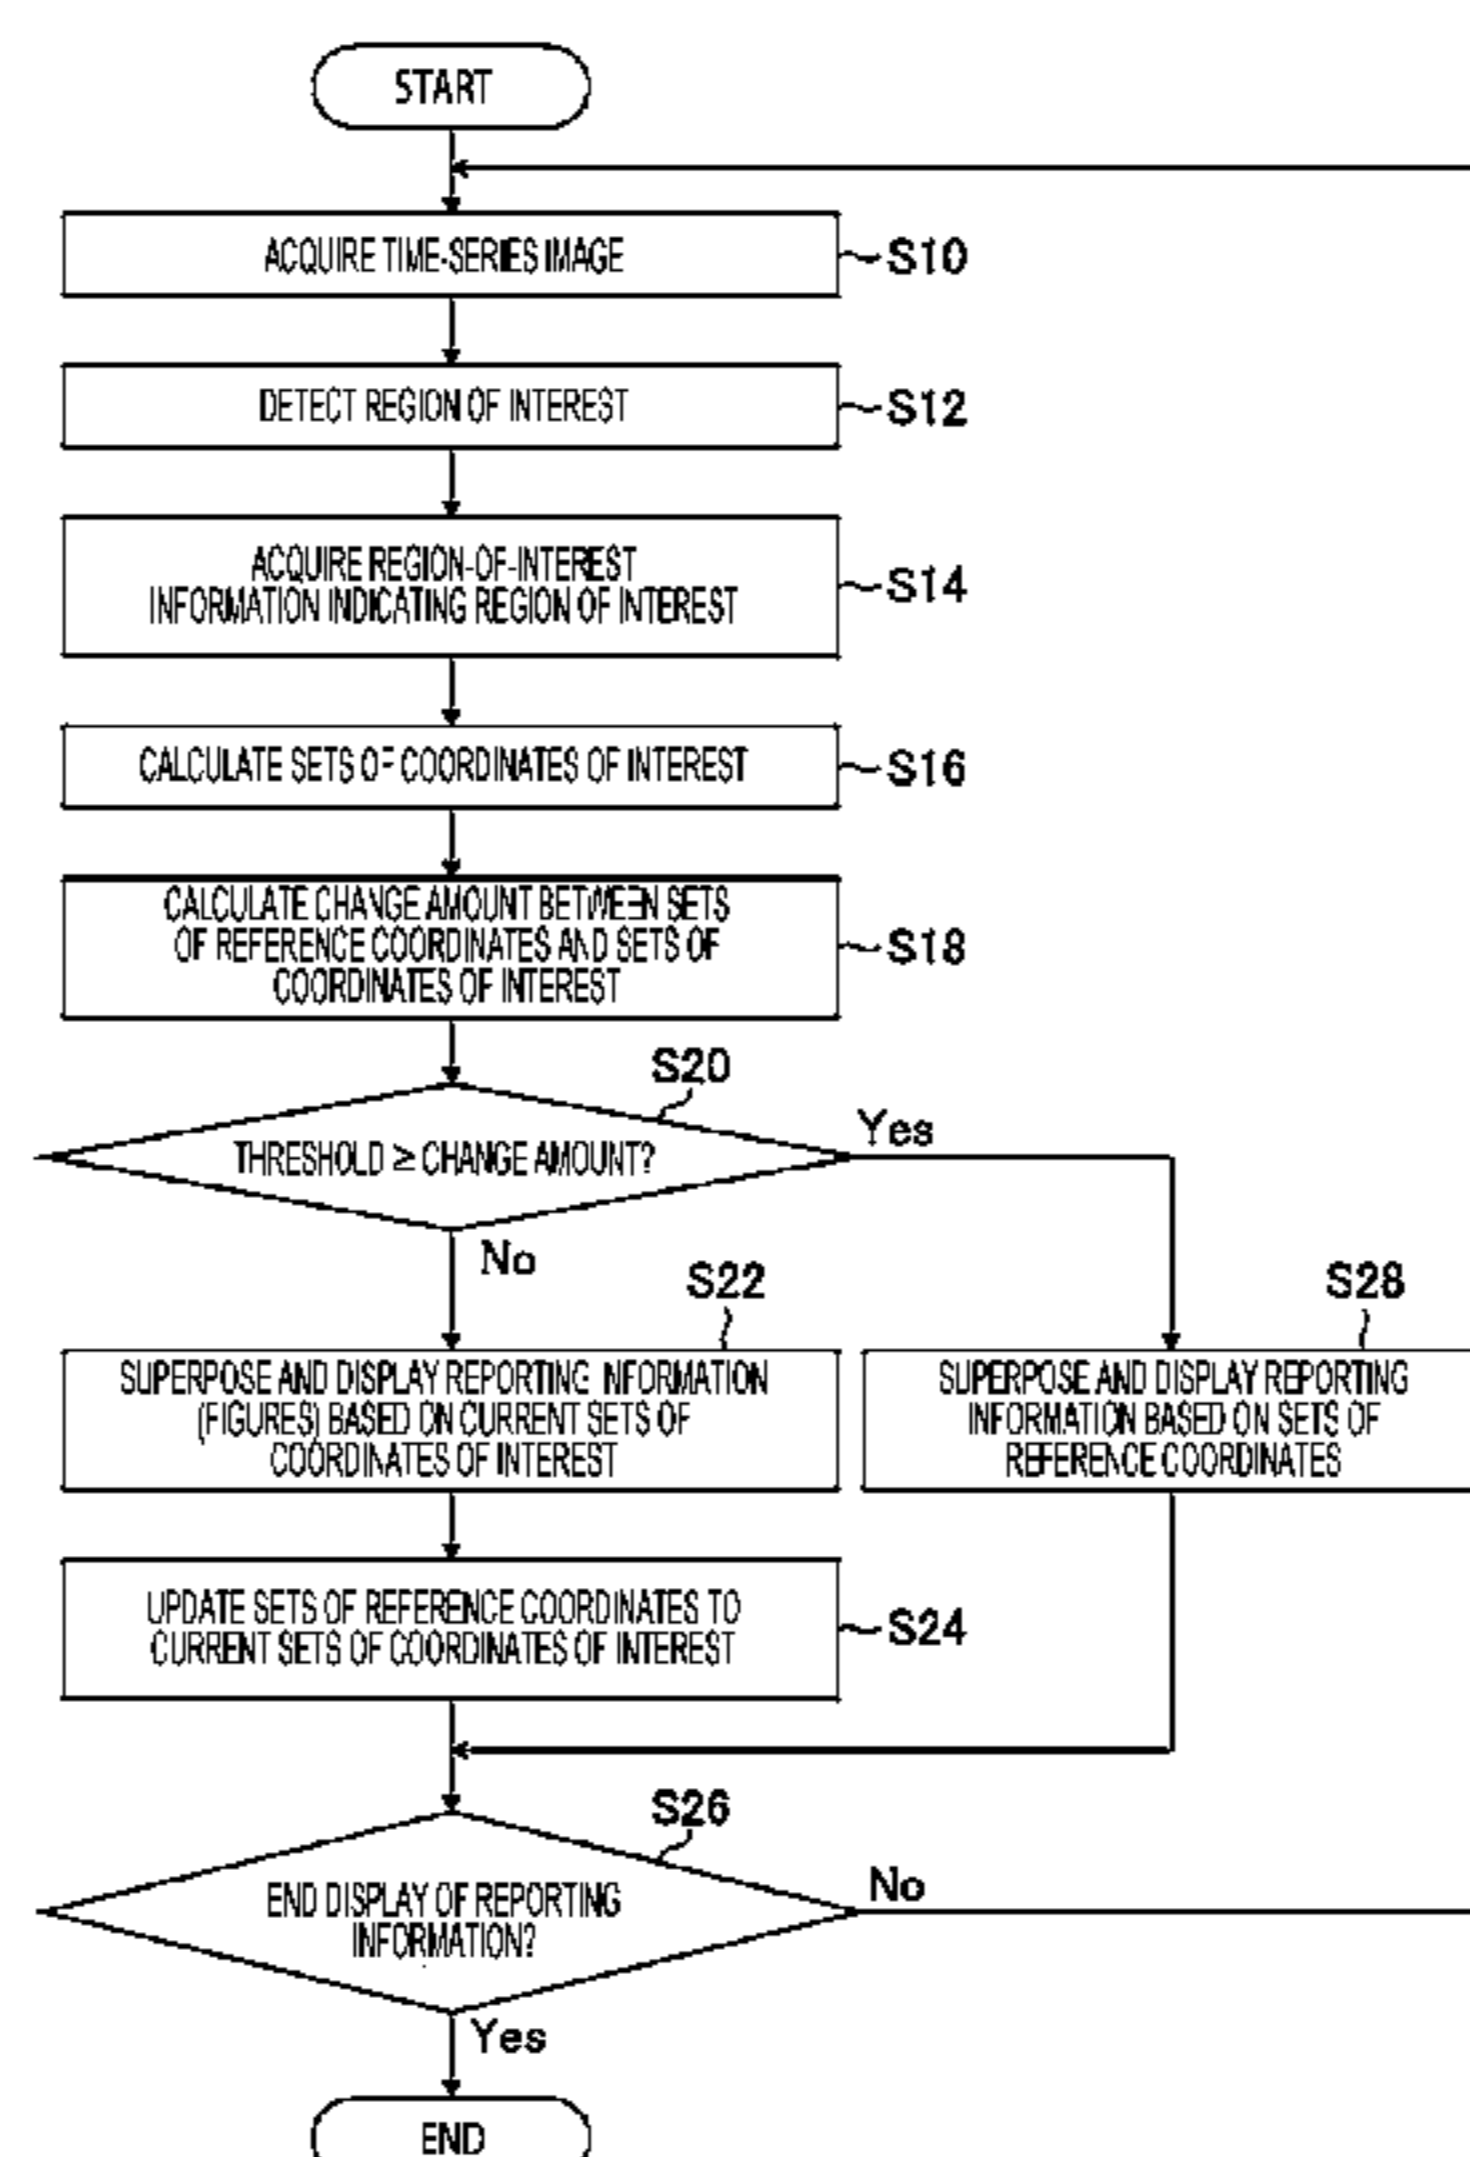 START
ACQUIRE TIME-SERIES IMAGE
S10
DETECT REGION OF INTEREST
S12
ACQUIRE REGION-OF-INTEREST
INFORMATION INDICATING REGION OF INTEREST
S14
CALCULATE SETS OF COORDINATES OF INTEREST
S16
CALCULATE CHANGE AMOUNT BETWEEN SETS
OF REFERENCE COORDINATES AND SETS OF
COORDINATES OF INTEREST
S18
S20
THRESHOLD ≥ CHANGE AMOUNT?
Yes
No
S22
SUPERPOSE AND DISPLAY REPORTING INFORMATION
(FIGURES) BASED ON CURRENT SETS OF
COORDINATES OF INTEREST
S28
SUPERPOSE AND DISPLAY REPORTING
INFORMATION BASED ON SETS OF
REFERENCE COORDINATES
UPDATE SETS OF REFERENCE COORDINATES TO
CURRENT SETS OF COORDINATES OF INTEREST
S24
S26
END DISPLAY OF REPORTING
INFORMATION?
No
Yes
END